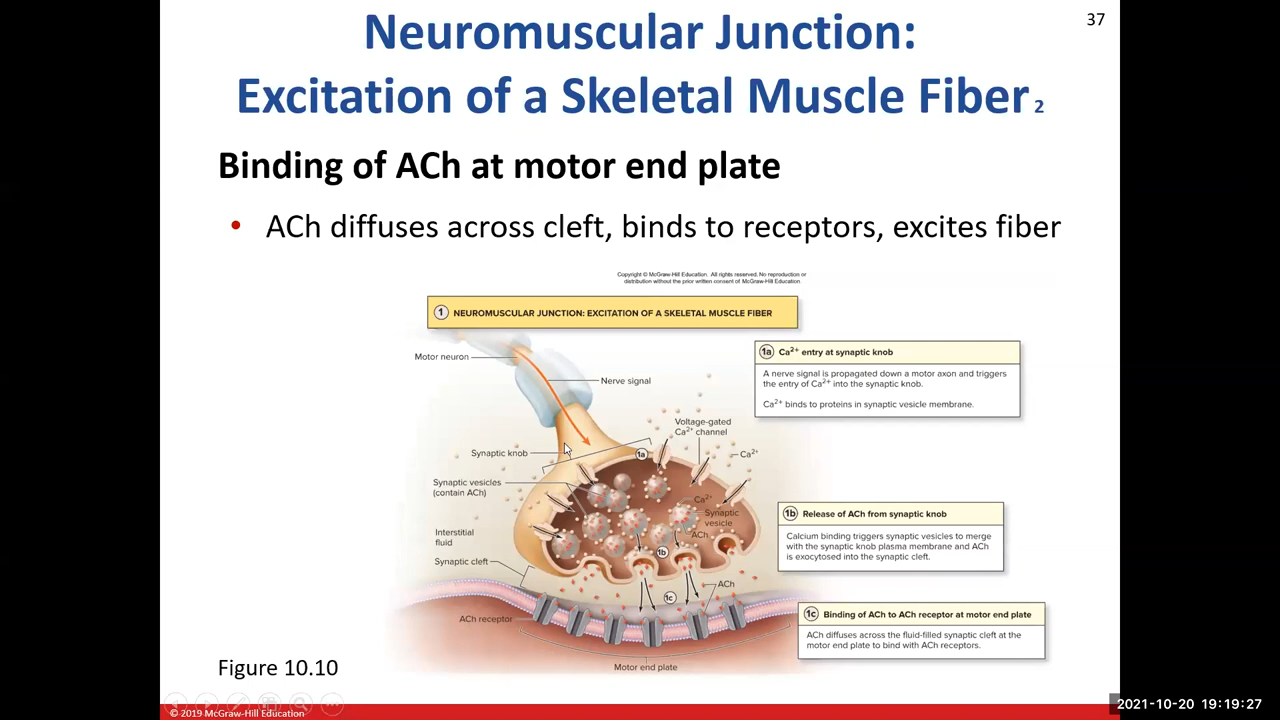 37
Neuromuscular Junction:
Excitation of a Skeletal Muscle Fiber 2
Binding of ACh at motor end plate
• ACh diffuses across cleft, binds to receptors, excites fiber
Copyright © McGraw-Hill Education. All rights reserved. No reproduction or
distribution without the prior written consent of McGraw-Hill Education.
1 NEUROMUSCULAR JUNCTION: EXCITATION OF A SKELETAL MUSCLE FIBER
Motor neuron
Nerve signal
1a Ca²⁺ entry at synaptic knob
A nerve signal is propagated down a motor axon and triggers
the entry of Ca²⁺ into the synaptic knob.
Ca²⁺ binds to proteins in synaptic vesicle membrane.
Voltage-gated
Ca²⁺ channel
Synaptic knob
1a
Ca²⁺
Synaptic vesicles
(contain ACh)
Ca²⁺
Synaptic
vesicle
ACh
1b Release of ACh from synaptic knob
Calcium binding triggers synaptic vesicles to merge
with the synaptic knob plasma membrane and ACh
is exocytosed into the synaptic cleft.
Interstitial
fluid
1b
Synaptic cleft
ACh
1c
ACh receptor
1c Binding of ACh to ACh receptor at motor end plate
ACh diffuses across the fluid-filled synaptic cleft at the
motor end plate to bind with ACh receptors.
Motor end plate
Figure 10.10
© 2019 McGraw-Hill Education
2021-10-20 19:19:27